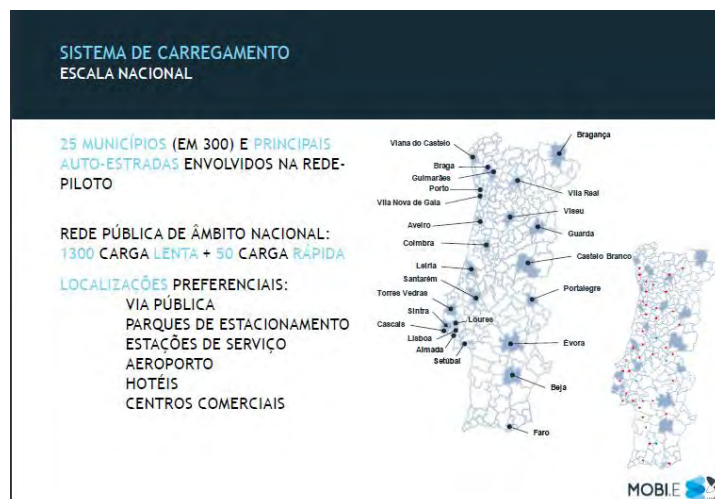 SISTEMA DE CARREGAMENTO
ESCALA NACIONAL
25 MUNICÍPIOS (EM 300) E PRINCIPAIS
AUTO-ESTRADAS ENVOLVIDOS NA REDE-
PILOTO
REDE PÚBLICA DE ÂMBITO NACIONAL:
1300 CARGA LENTA + 50 CARGA RÁPIDA
LOCALIZAÇÕES PREFERENCIAIS:
VIA PÚBLICA
PARQUES DE ESTACIONAMENTO
ESTAÇÕES DE SERVIÇO
AEROPORTO
HOTÉIS
CENTROS COMERCIAIS
Viana do Castelo
Bragança
Braga
Guimarães
Porto
Vila Real
Vila Nova de Gaia
Viseu
Aveiro
Guarda
Coimbra
Castelo Branco
Leiria
Santarém
Portalegre
Torres Vedras
Sintra
Loures
Cascais
Lisboa
Almada
Évora
Setúbal
Beja
Faro
MOBI.E